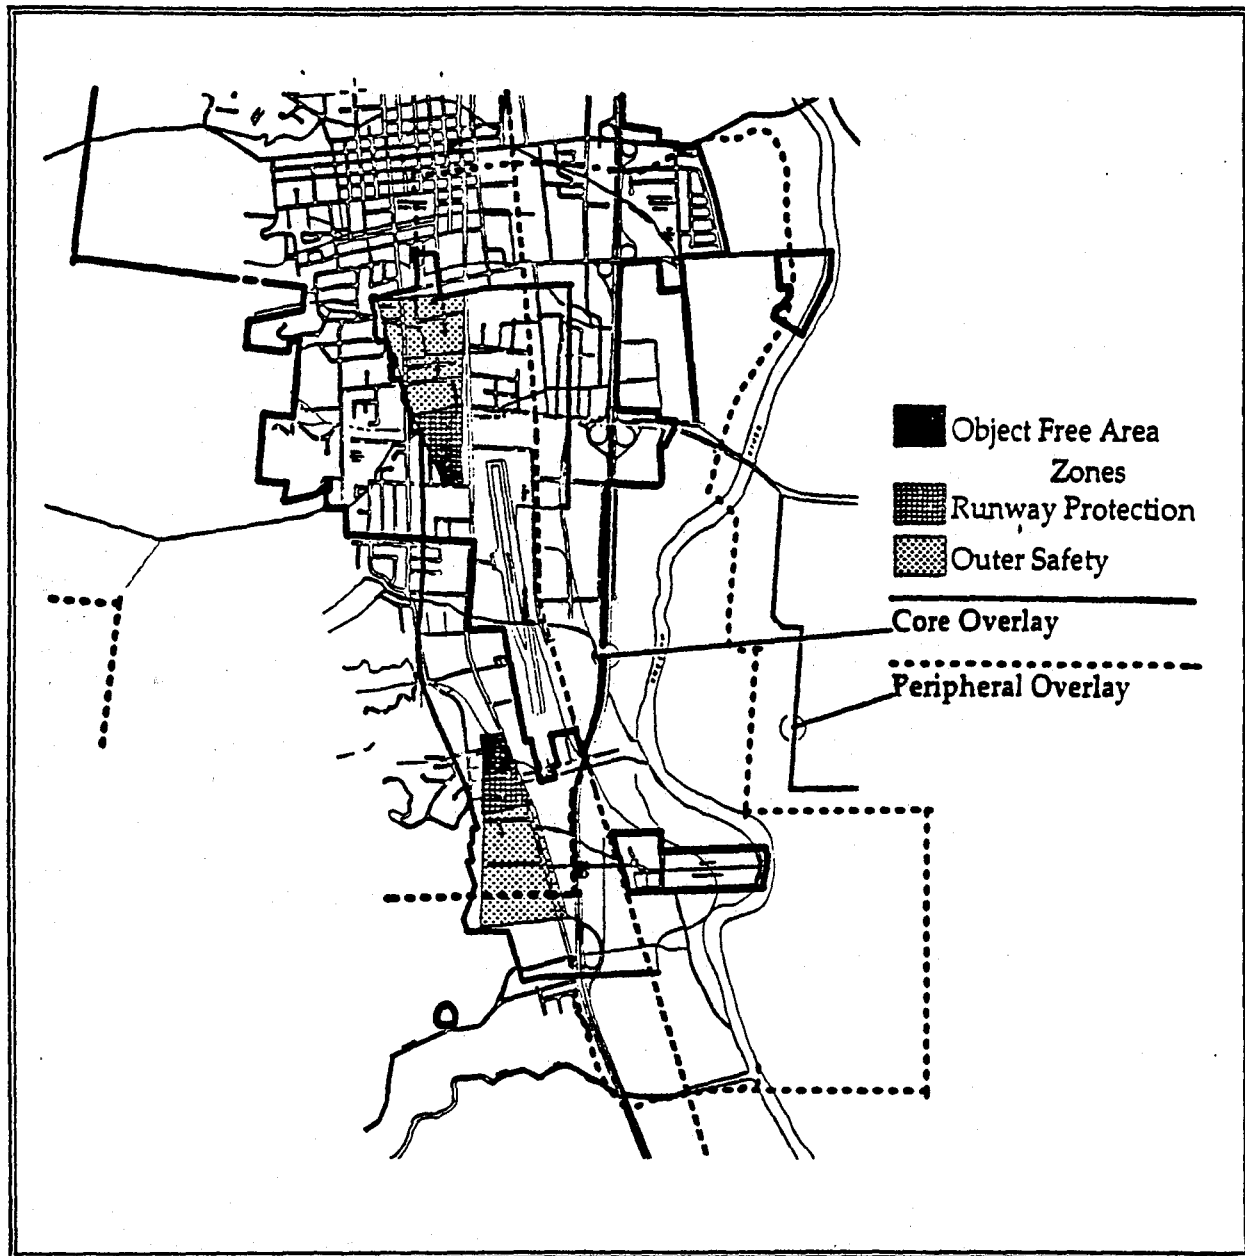 Object Free Area
Zones
Runway Protection
Outer Safety
Core Overlay
Peripheral Overlay